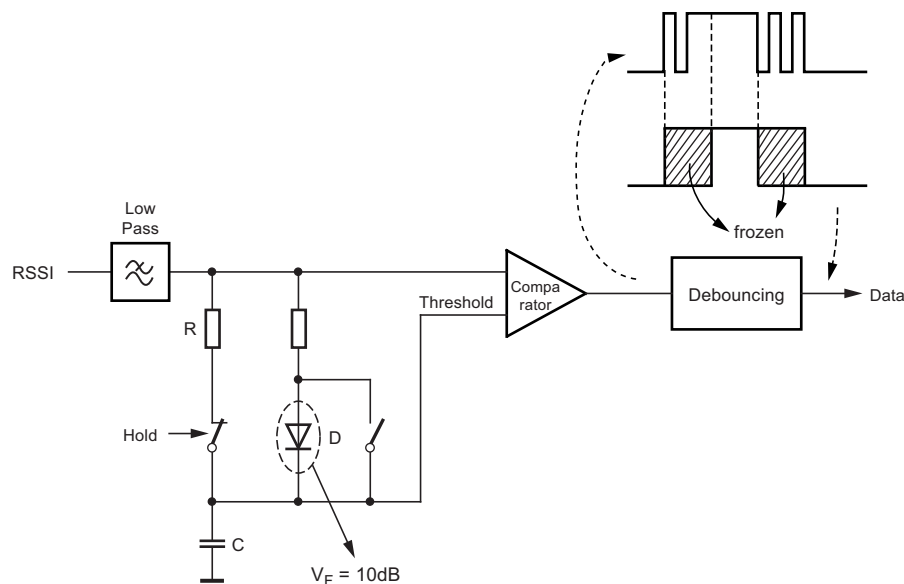 frozen
Low
Pass
RSSI
Compa
rator
Threshold
Debouncing
Data
R
Hold
D
C
V_F = 10dB